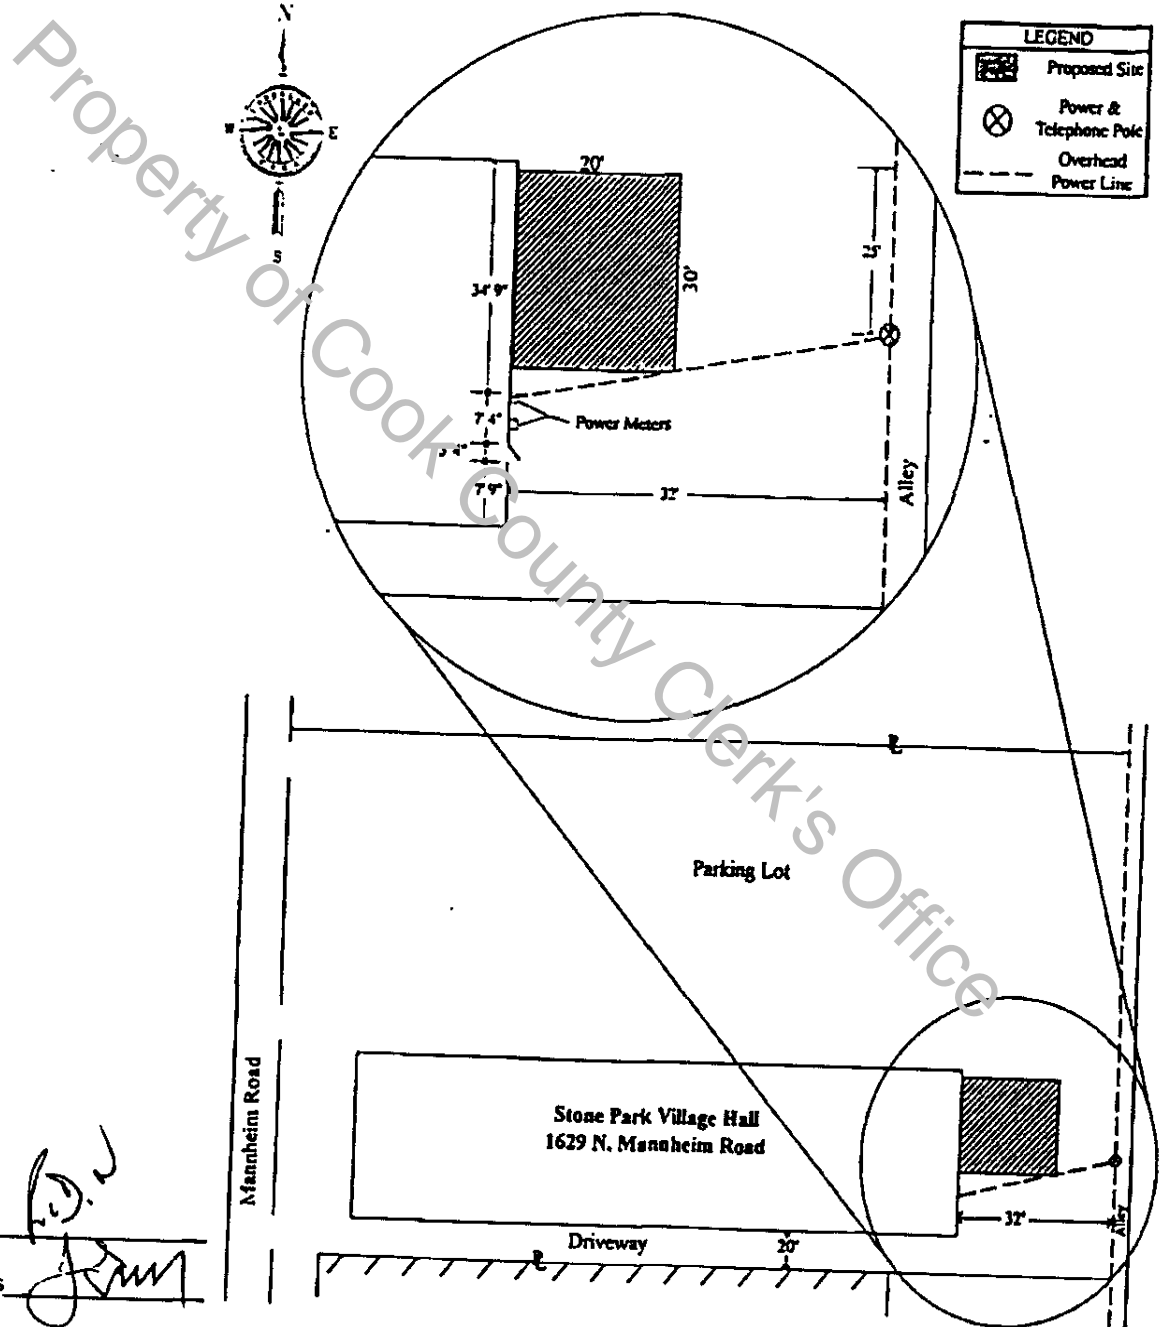 N
W
E
S
LEGEND
Proposed Site
Power &
Telephone Pole
Overhead
Power Line
20'
30'
34' 9"
7' 4"
Power Meters
7' 9"
32'
Alley
Parking Lot
Mannheim Road
Stone Park Village Hall
1629 N. Mannheim Road
32'
Alley
Driveway
20'
Property of Cook County Clerk's Office